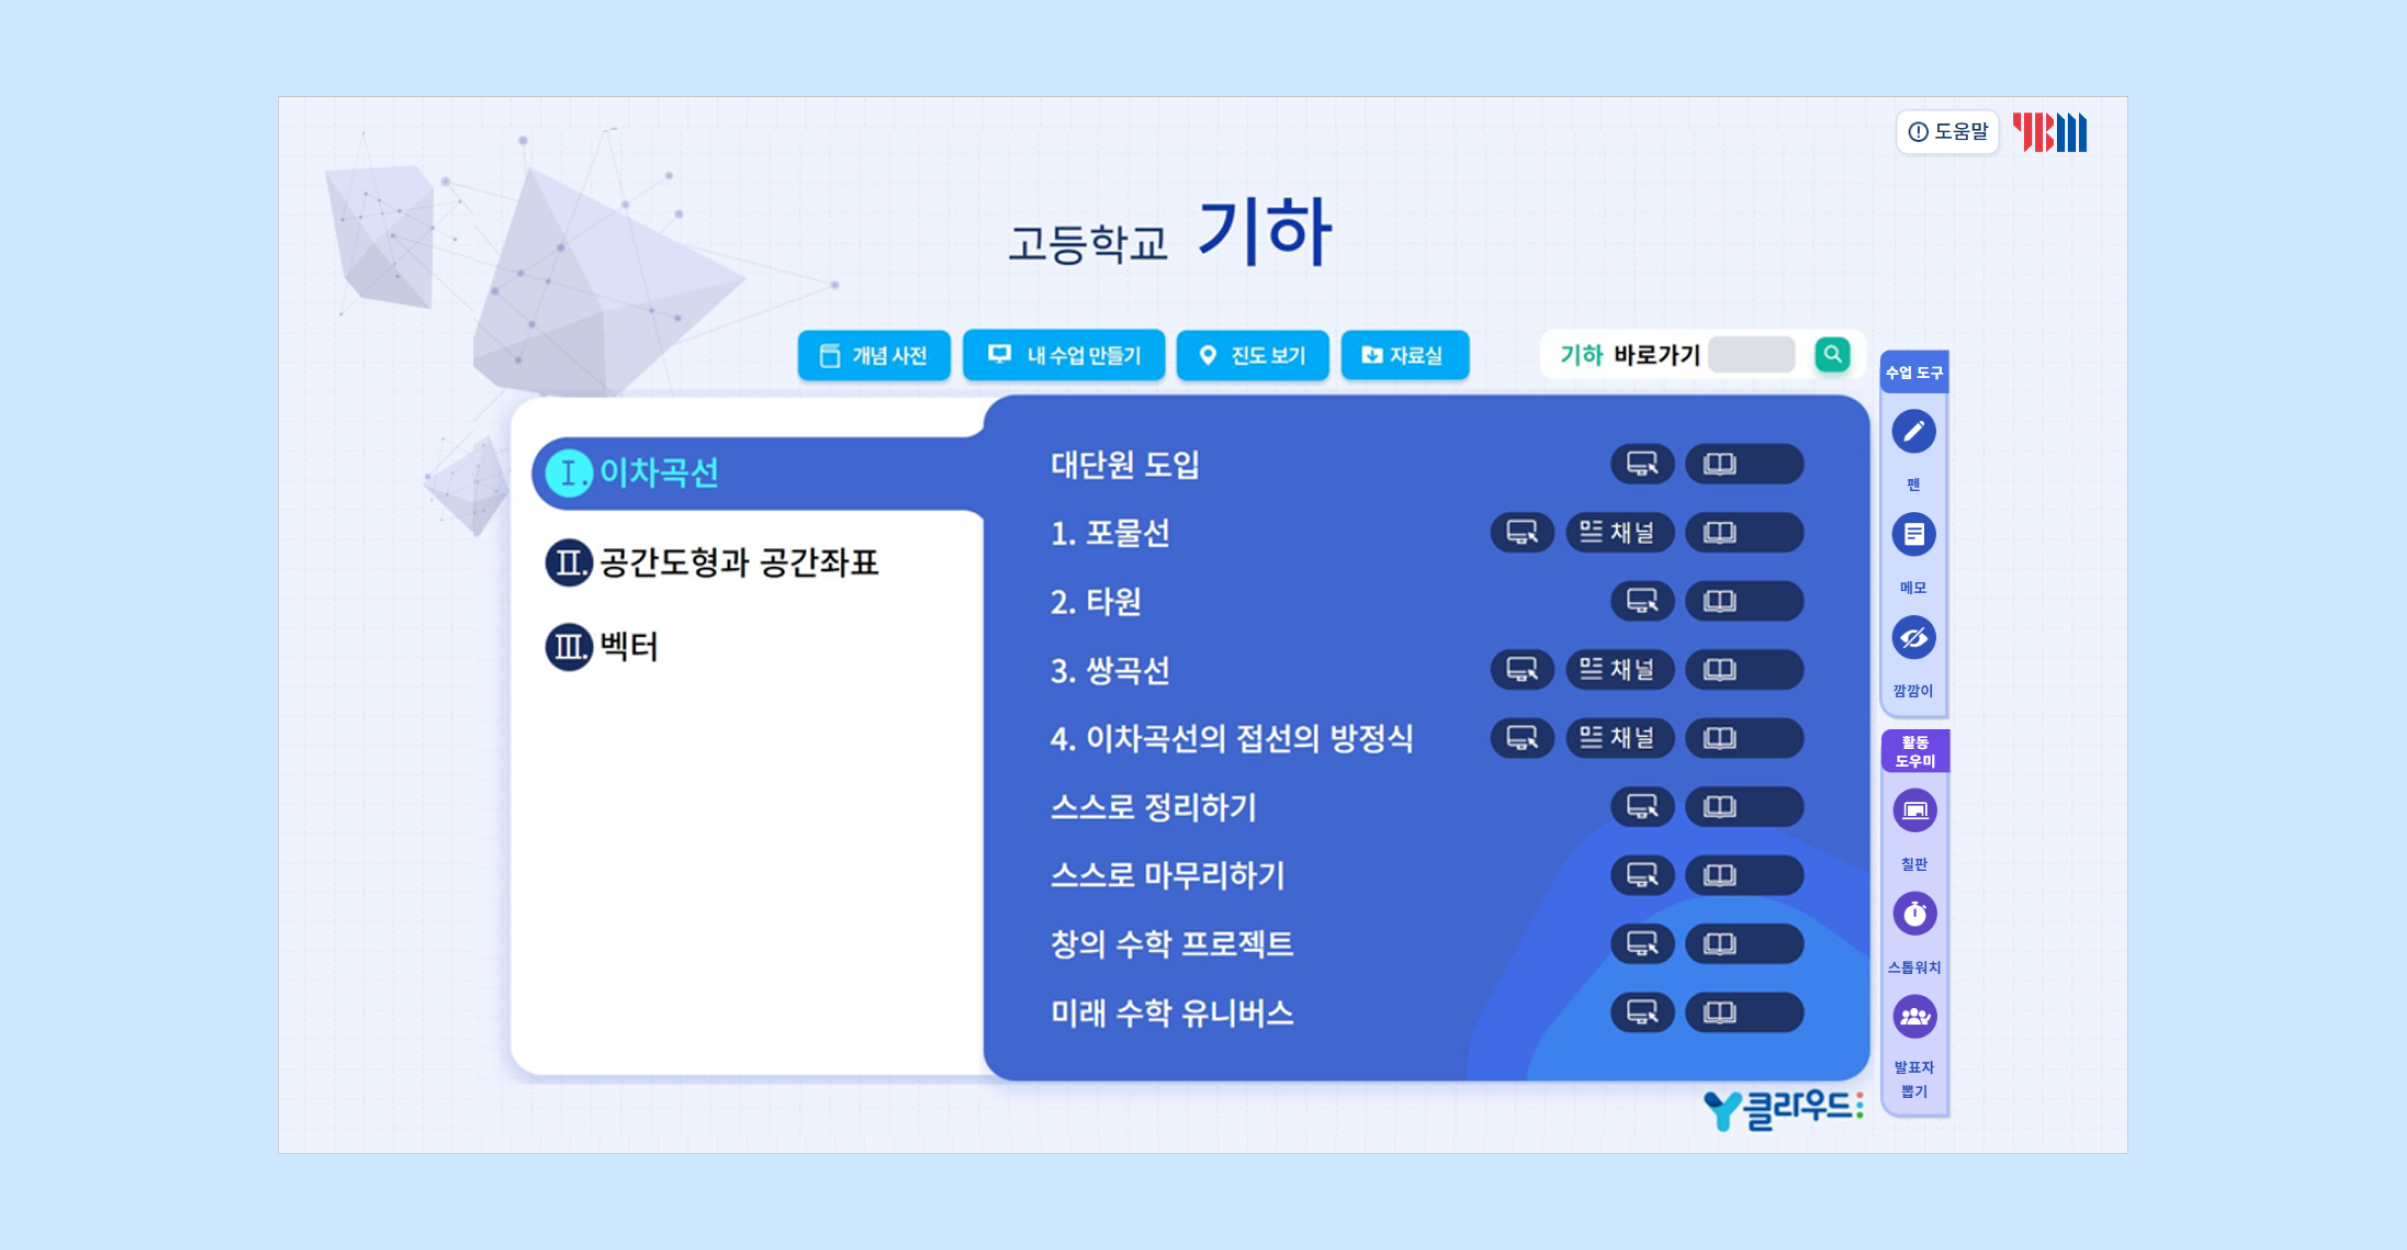 도움말 YBM
고등학교 기하
개념 사전
내 수업 만들기
진도 보기
자료실
기하 바로가기
Ⅰ. 이차곡선
Ⅱ. 공간도형과 공간좌표
Ⅲ. 벡터
대단원 도입
1. 포물선 채널
2. 타원
3. 쌍곡선 채널
4. 이차곡선의 접선의 방정식 채널
스스로 정리하기
스스로 마무리하기
창의 수학 프로젝트
미래 수학 유니버스
수업 도구
펜
메모
깜깜이
활동
도우미
칠판
스톱워치
발표자
뽑기
Y클라우드